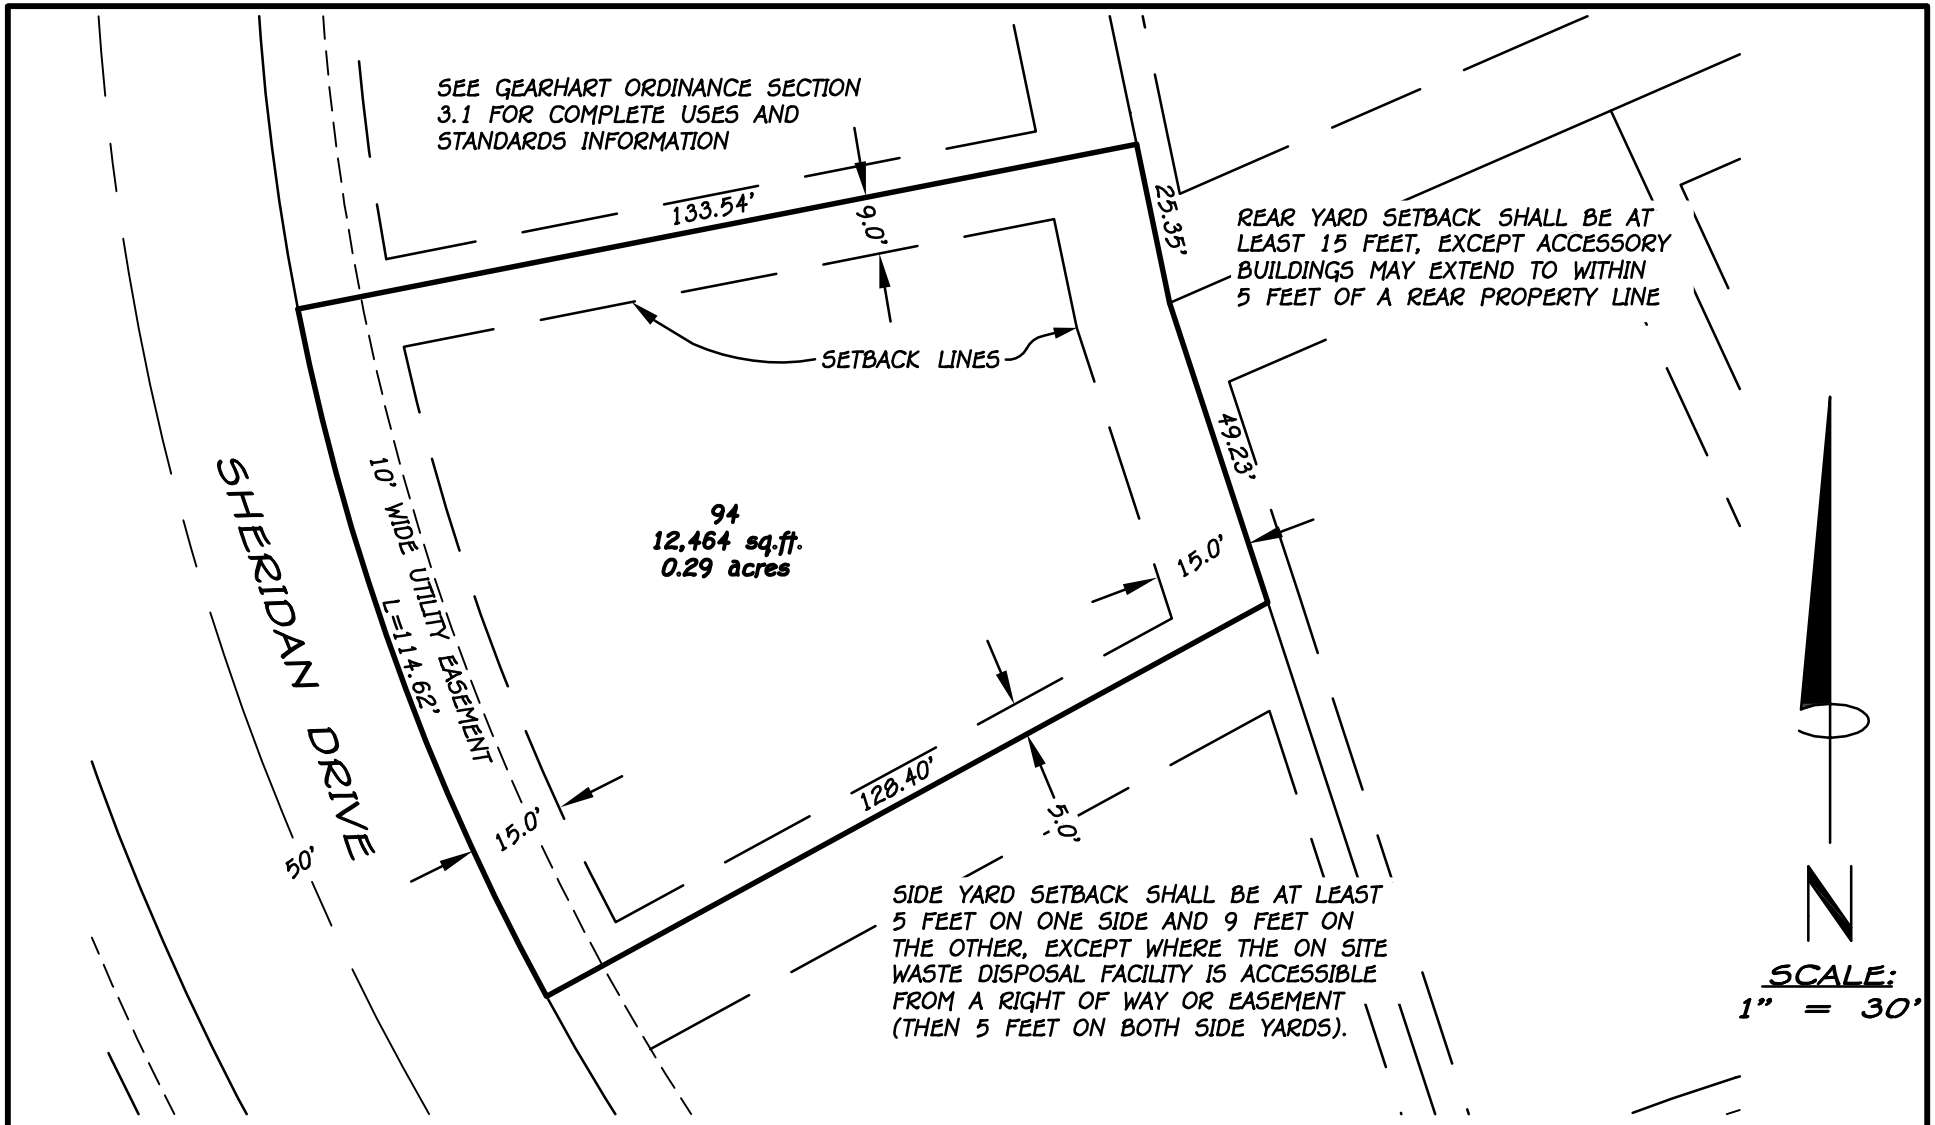 SEE GEARHART ORDINANCE SECTION
3.1 FOR COMPLETE USES AND
STANDARDS INFORMATION
133.54'
9.0'
25.35'
REAR YARD SETBACK SHALL BE AT
LEAST 15 FEET, EXCEPT ACCESSORY
BUILDINGS MAY EXTEND TO WITHIN
5 FEET OF A REAR PROPERTY LINE
SETBACK LINES
49.23'
SHERIDAN DRIVE
10' WIDE UTILITY EASEMENT
L=114.62'
94
12,464 sq.ft.
0.29 acres
15.0'
128.40'
15.0'
5.0'
50'
SIDE YARD SETBACK SHALL BE AT LEAST
5 FEET ON ONE SIDE AND 9 FEET ON
THE OTHER, EXCEPT WHERE THE ON SITE
WASTE DISPOSAL FACILITY IS ACCESSIBLE
FROM A RIGHT OF WAY OR EASEMENT
(THEN 5 FEET ON BOTH SIDE YARDS).
N
SCALE:
1" = 30'